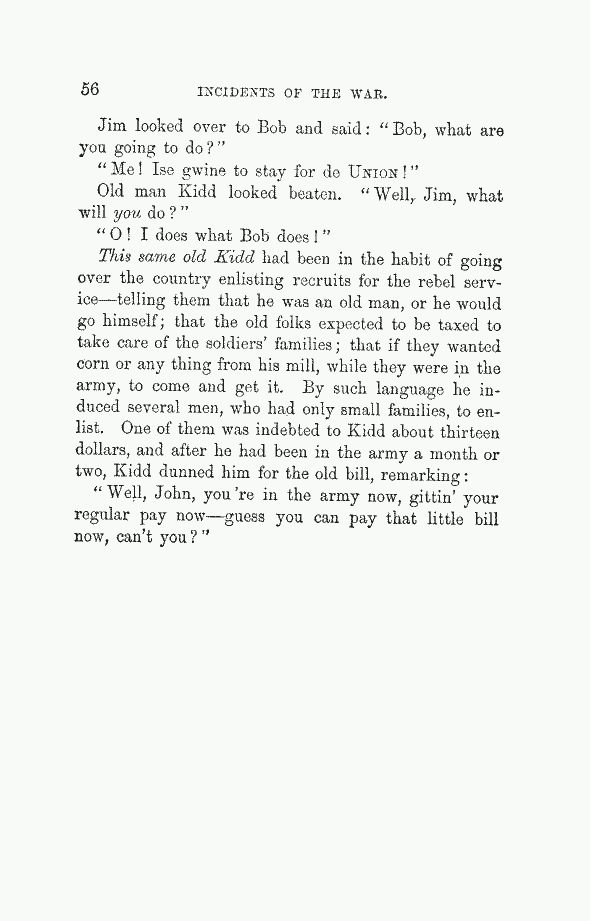 56 INCIDENTS OF THE WAR.
Jim looked over to Bob and said: "Bob, what are
you going to do?"
"Me! Ise gwine to stay for de UNION!"
Old man Kidd looked beaten. "Well, Jim, what
will you do?"
"O! I does what Bob does!"
This same old Kidd had been in the habit of going
over the country enlisting recruits for the rebel serv-
ice—telling them that he was an old man, or he would
go himself; that the old folks expected to be taxed to
take care of the soldiers' families; that if they wanted
corn or any thing from his mill, while they were in the
army, to come and get it. By such language he in-
duced several men, who had only small families, to en-
list. One of them was indebted to Kidd about thirteen
dollars, and after he had been in the army a month or
two, Kidd dunned him for the old bill, remarking:
"Well, John, you're in the army now, gittin' your
regular pay now—guess you can pay that little bill
now, can't you?"